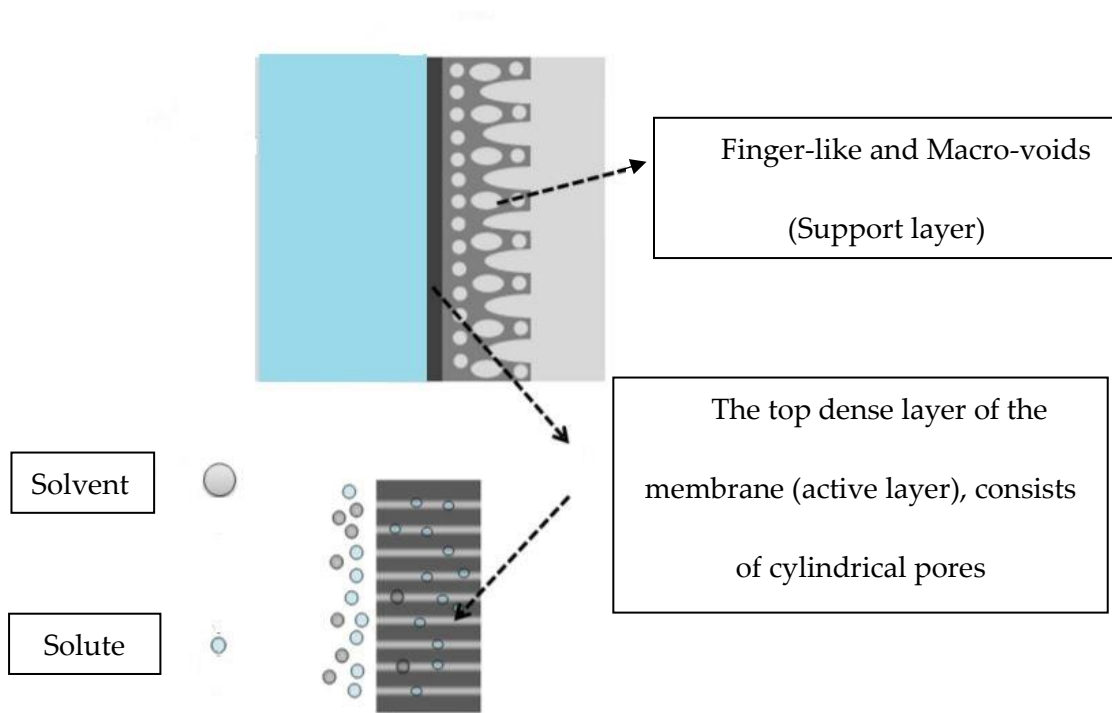 Finger-like and Macro-voids
(Support layer)
The top dense layer of the
membrane (active layer), consists
of cylindrical pores
Solvent
Solute